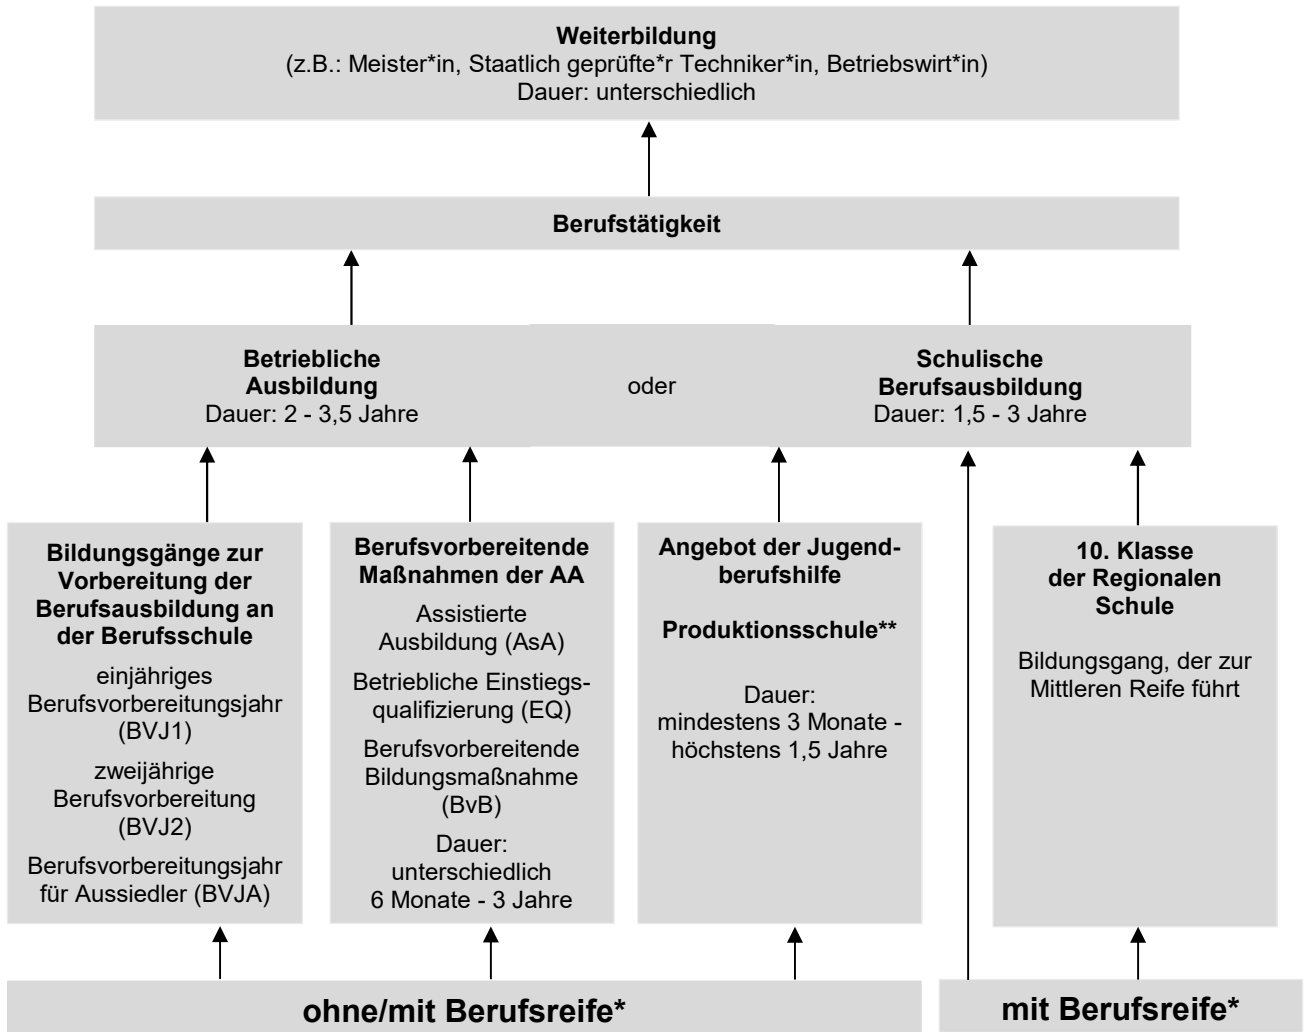 Weiterbildung
(z.B.: Meister*in, Staatlich geprüfte*r Techniker*in, Betriebswirt*in)
Dauer: unterschiedlich
Berufstätigkeit
Betriebliche
Ausbildung
Dauer: 2 - 3,5 Jahre
oder
Schulische
Berufsausbildung
Dauer: 1,5 - 3 Jahre
Bildungsgänge zur
Vorbereitung der
Berufsausbildung an
der Berufsschule
einjähriges
Berufsvorbereitungsjahr
(BVJ1)
zweijährige
Berufsvorbereitung
(BVJ2)
Berufsvorbereitungsjahr
für Aussiedler (BVJA)
Berufsvorbereitende
Maßnahmen der AA
Assistierte
Ausbildung (AsA)
Betriebliche Einstiegs-
qualifizierung (EQ)
Berufsvorbereitende
Bildungsmaßnahme
(BvB)
Dauer:
unterschiedlich
6 Monate - 3 Jahre
Angebot der Jugend-
berufshilfe
Produktionsschule**
Dauer:
mindestens 3 Monate -
höchstens 1,5 Jahre
10. Klasse
der Regionalen
Schule
Bildungsgang, der zur
Mittleren Reife führt
ohne/mit Berufsreife*
mit Berufsreife*